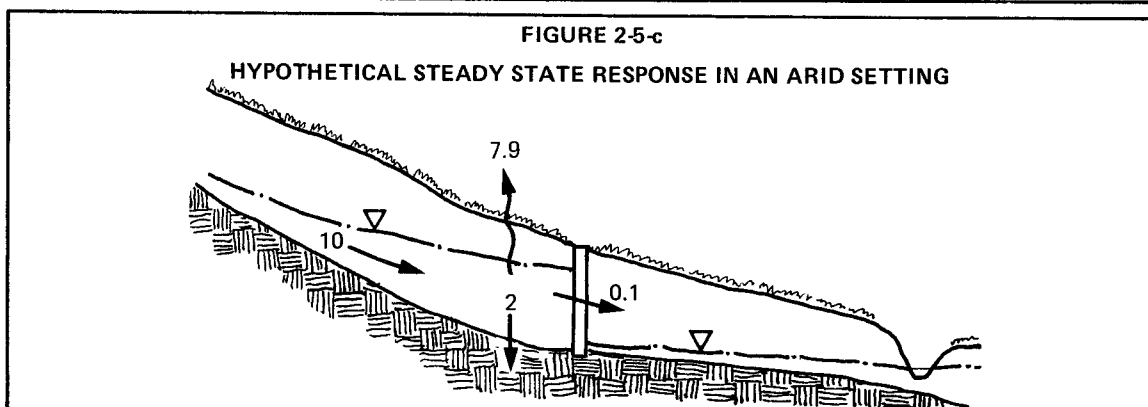 FIGURE 2-5-c
HYPOTHETICAL STEADY STATE RESPONSE IN AN ARID SETTING
7.9
10
2
0.1